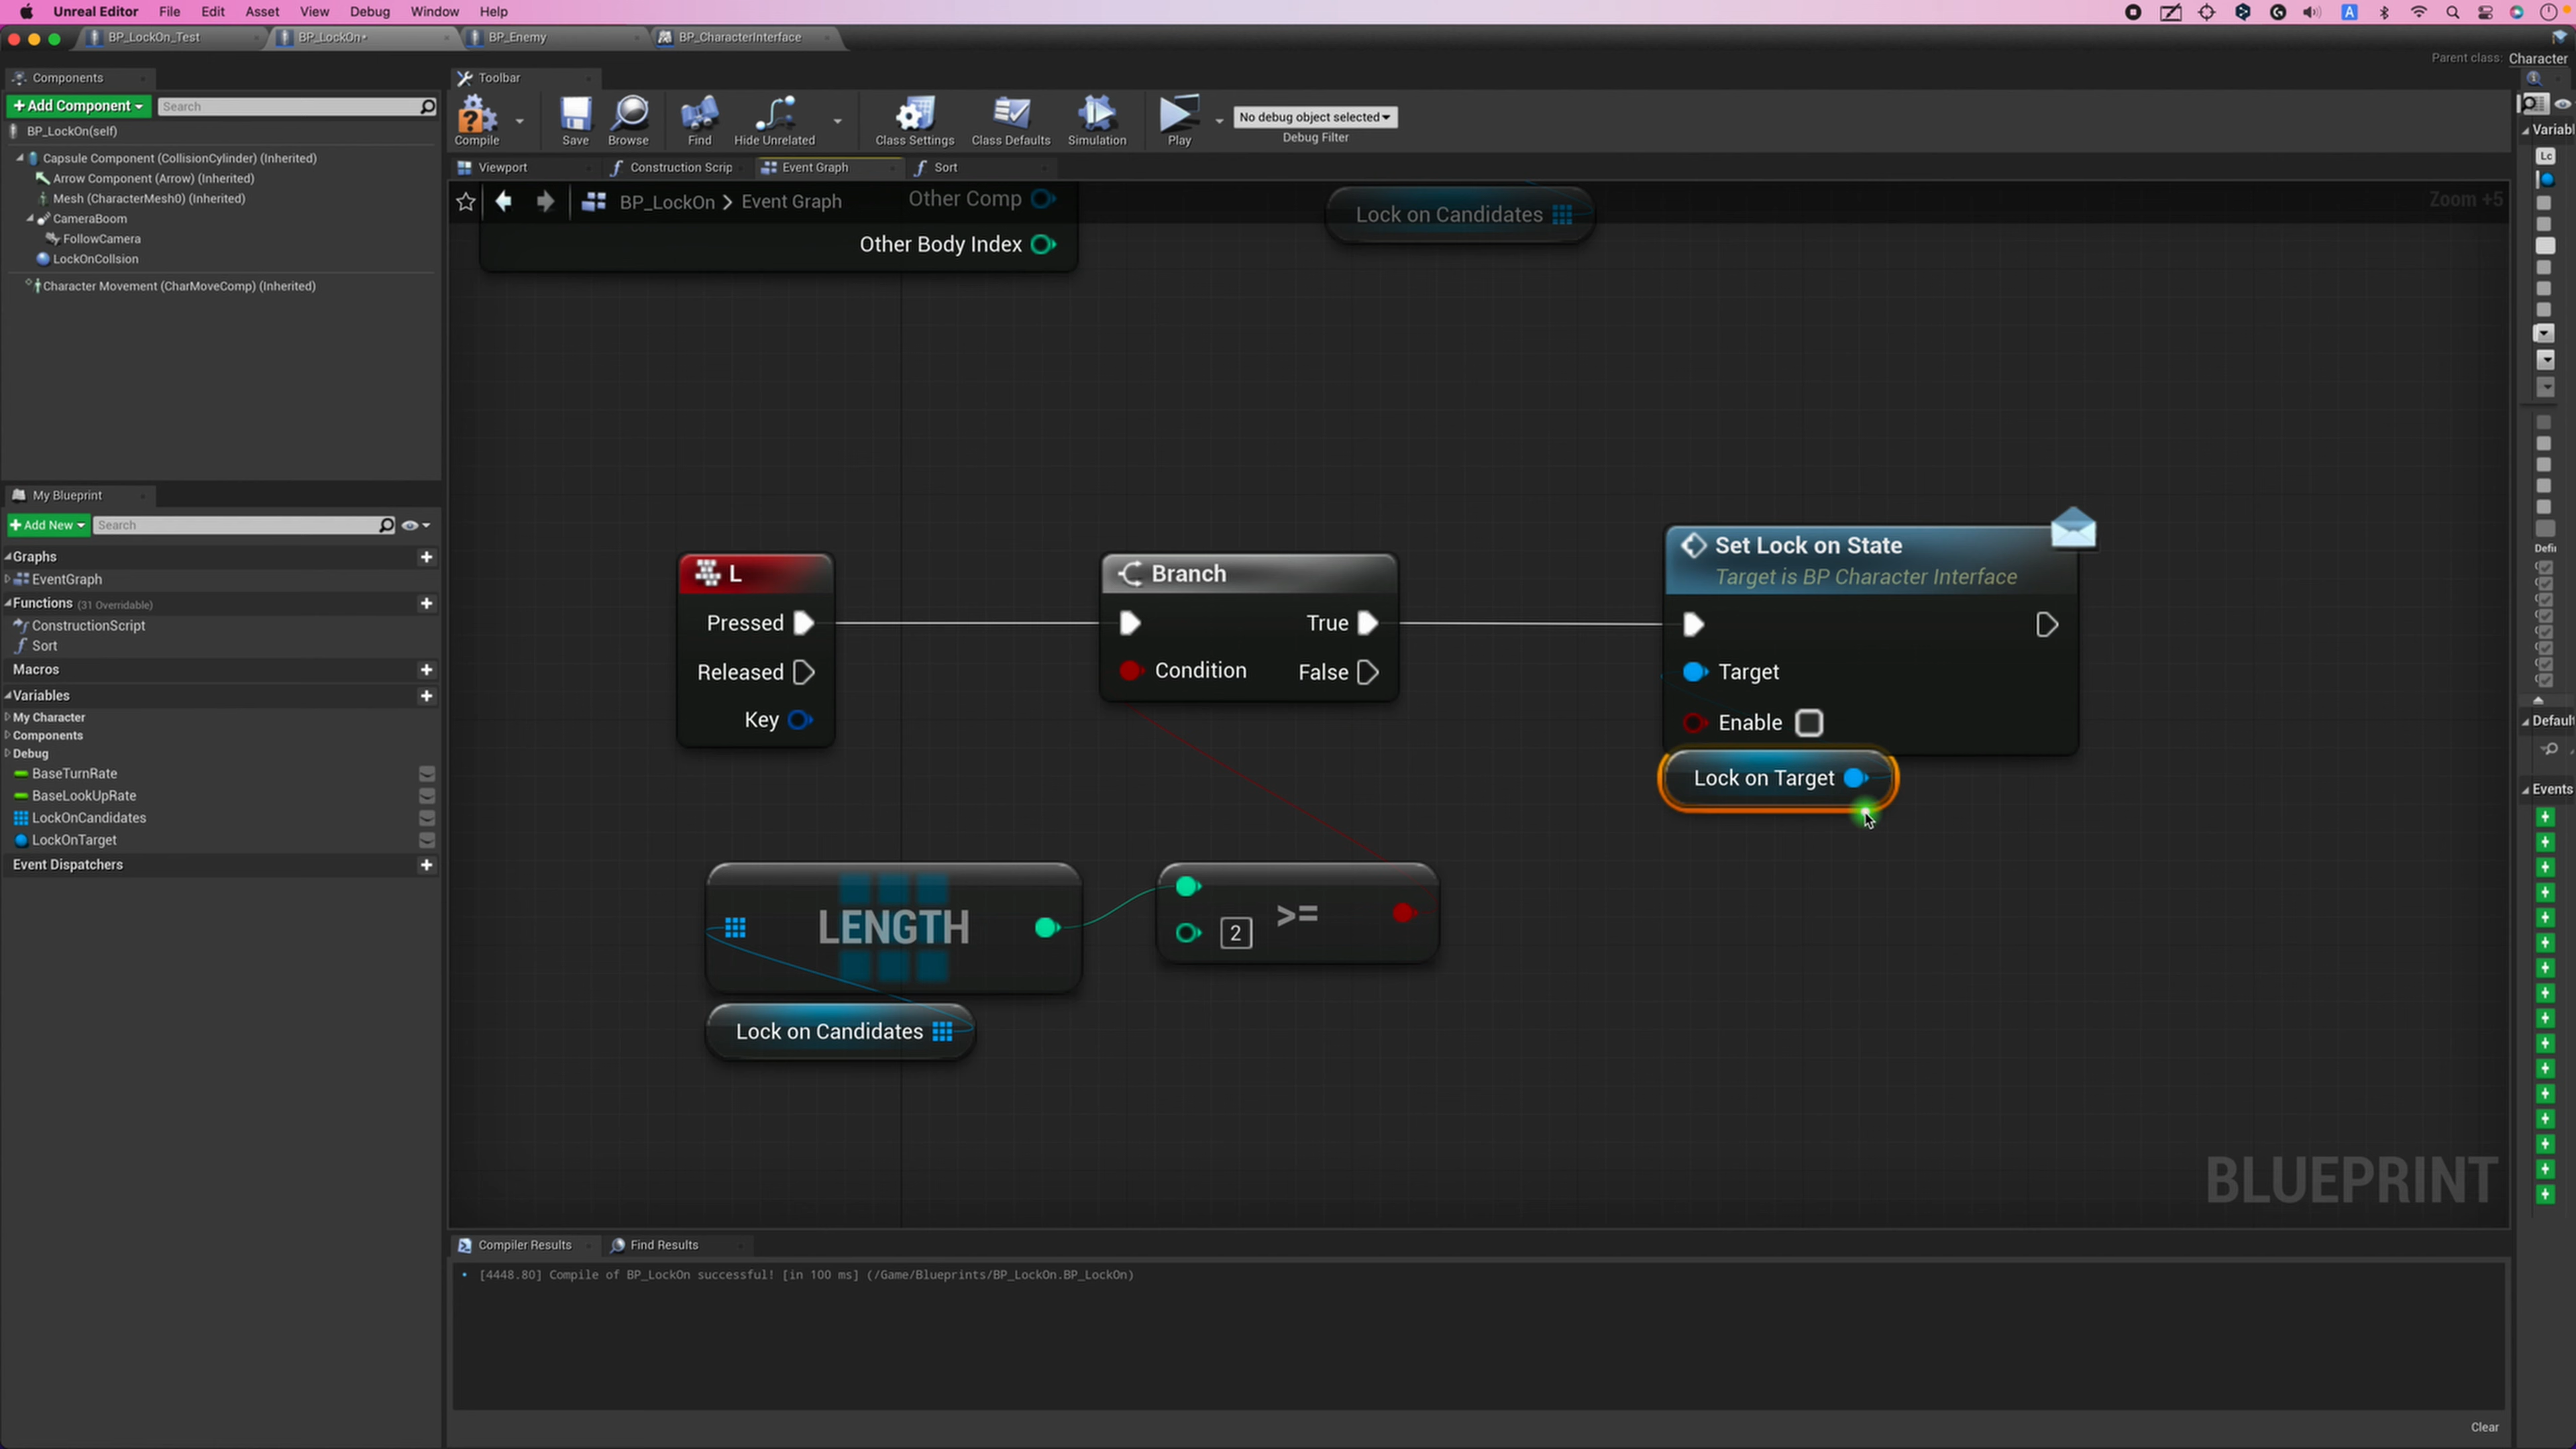 Unreal Editor File Edit Asset View Debug Window Help
A
BP_LockOn_Test BP_LockOn* BP_Enemy BP_CharacterInterface
Parent class: Character
Components
Toolbar
+Add Component Search
BP_LockOn(self)
Capsule Component (CollisionCylinder) (Inherited)
Arrow Component (Arrow) (Inherited)
Mesh (CharacterMesh0) (Inherited)
CameraBoom
FollowCamera
LockOnCollsion
Character Movement (CharMoveComp) (Inherited)
Compile Save Browse Find Hide Unrelated Class Settings Class Defaults Simulation Play
No debug object selected
Debug Filter
Viewport Construction Scrip Event Graph Sort
BP_LockOn > Event Graph
Zoom +5
Other Comp
Other Body Index
Lock on Candidates
My Blueprint
+Add New Search
Graphs
EventGraph
Functions (31 Overridable)
ConstructionScript
Sort
Macros
Variables
My Character
Components
Debug
BaseTurnRate
BaseLookUpRate
LockOnCandidates
LockOnTarget
Event Dispatchers
L
Pressed
Released
Key
Branch
True
Condition False
Set Lock on State
Target is BP Character Interface
Target
Enable
Lock on Target
LENGTH
2 >=
Lock on Candidates
BLUEPRINT
Variabl
Lc
Defi
Default
Events
Compiler Results Find Results
• [4448.80] Compile of BP_LockOn successful! [in 100 ms] (/Game/Blueprints/BP_LockOn.BP_LockOn)
Clear